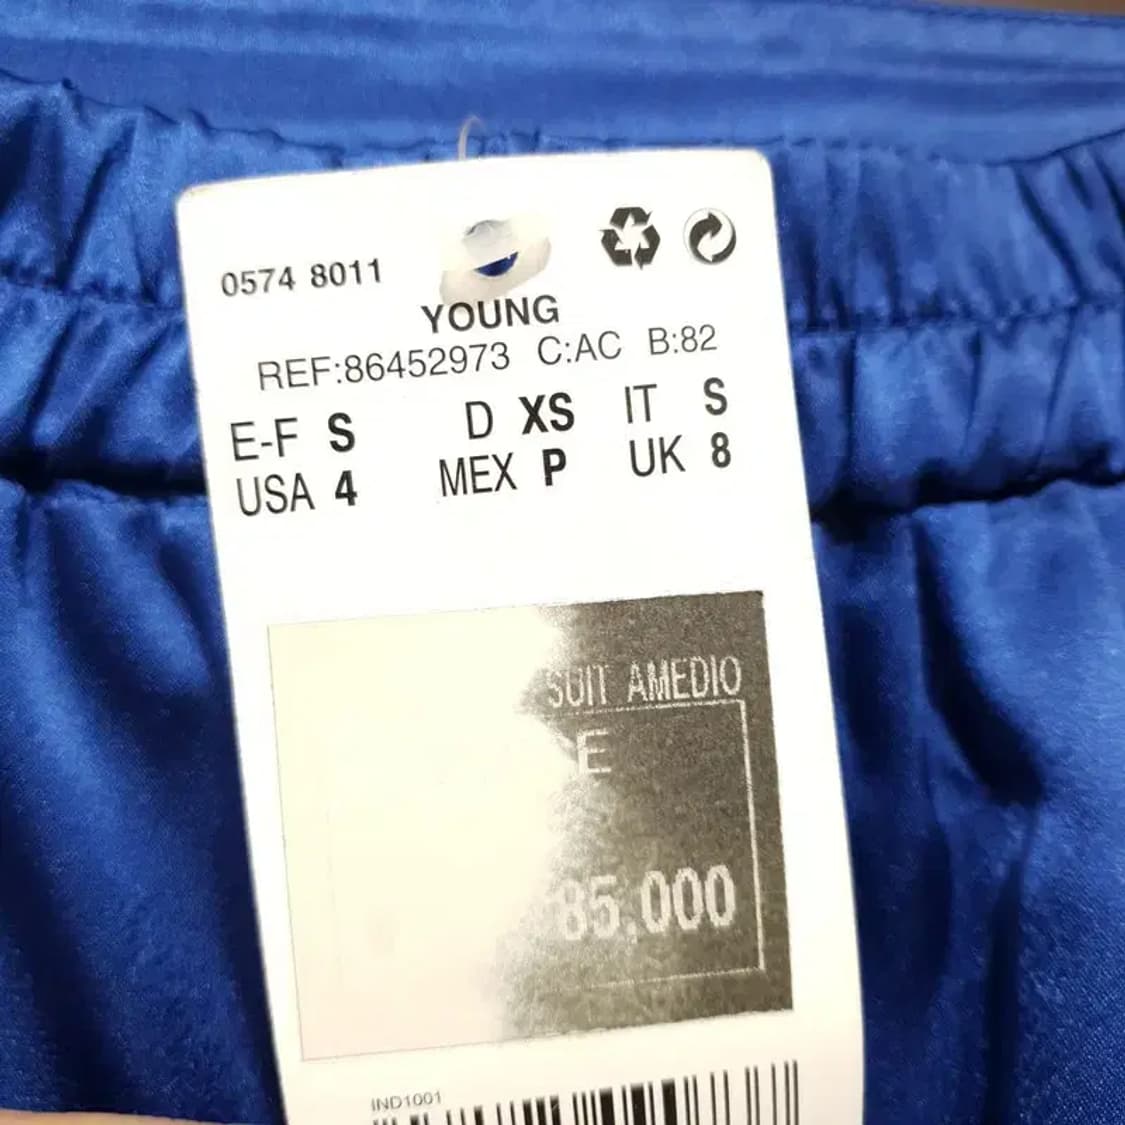 0574 8011
YOUNG
REF:86452973 C:AC B:82
E-F S D XS IT S
USA 4 MEX P UK 8
SUIT AMEDIO
E
85.000
IND1001